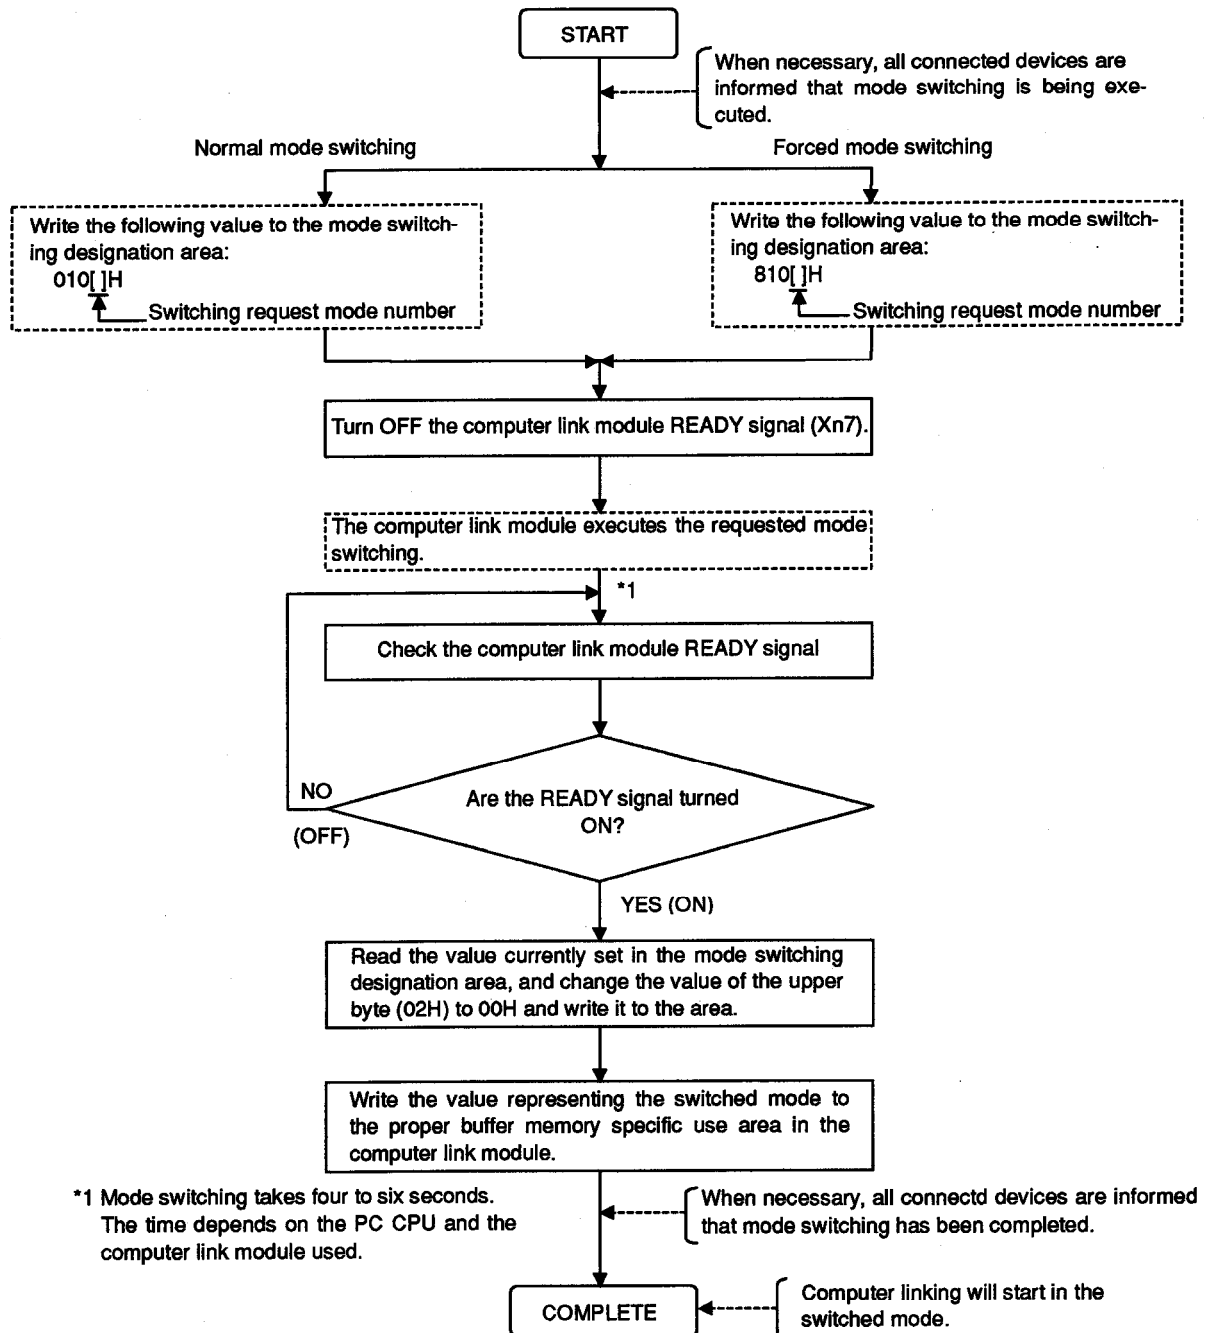 START
When necessary, all connected devices are
informed that mode switching is being exe-
cuted.
Normal mode switching
Forced mode switching
Write the following value to the mode swiltch-
ing designation area:
010[ ]H
Switching request mode number
Write the following value to the mode swiltch-
ing designation area:
810[ ]H
Switching request mode number
Turn OFF the computer link module READY signal (Xn7).
The computer link module executes the requested mode
switching.
*1
Check the computer link module READY signal
NO
(OFF)
Are the READY signal turned
ON?
YES (ON)
Read the value currently set in the mode switching
designation area, and change the value of the upper
byte (02H) to 00H and write it to the area.
Write the value representing the switched mode to
the proper buffer memory specific use area in the
computer link module.
*1 Mode switching takes four to six seconds.
The time depends on the PC CPU and the
computer link module used.
When necessary, all connectd devices are informed
that mode switching has been completed.
COMPLETE
Computer linking will start in the
switched mode.